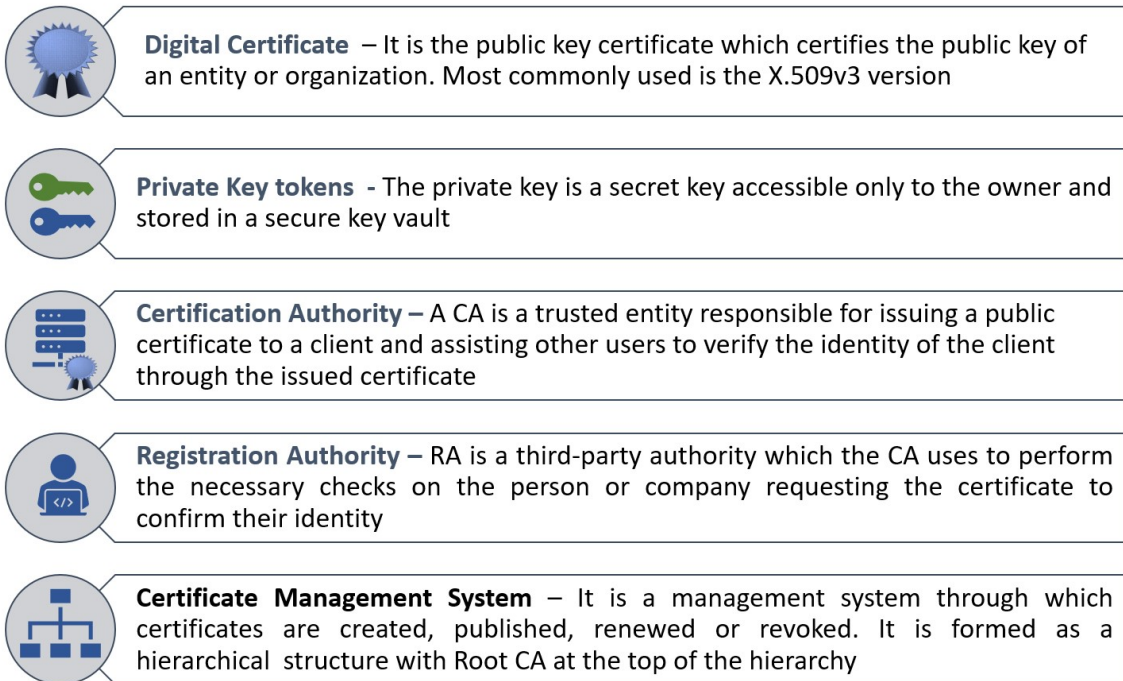 Digital Certificate – It is the public key certificate which certifies the public key of
an entity or organization. Most commonly used is the X.509v3 version
Private Key tokens - The private key is a secret key accessible only to the owner and
stored in a secure key vault
Certification Authority – A CA is a trusted entity responsible for issuing a public
certificate to a client and assisting other users to verify the identity of the client
through the issued certificate
Registration Authority – RA is a third-party authority which the CA uses to perform
the necessary checks on the person or company requesting the certificate to
confirm their identity
</>
Certificate Management System – It is a management system through which
certificates are created, published, renewed or revoked. It is formed as a
hierarchical structure with Root CA at the top of the hierarchy